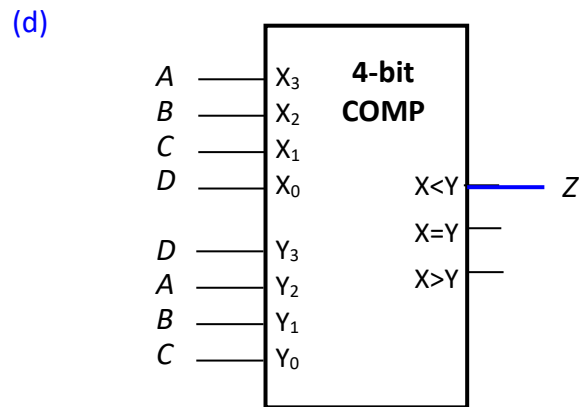 (d)
4-bit
COMP
A X₃
B X₂
C X₁
D X₀
X<Y Z
X=Y
D Y₃
X>Y
A Y₂
B Y₁
C Y₀